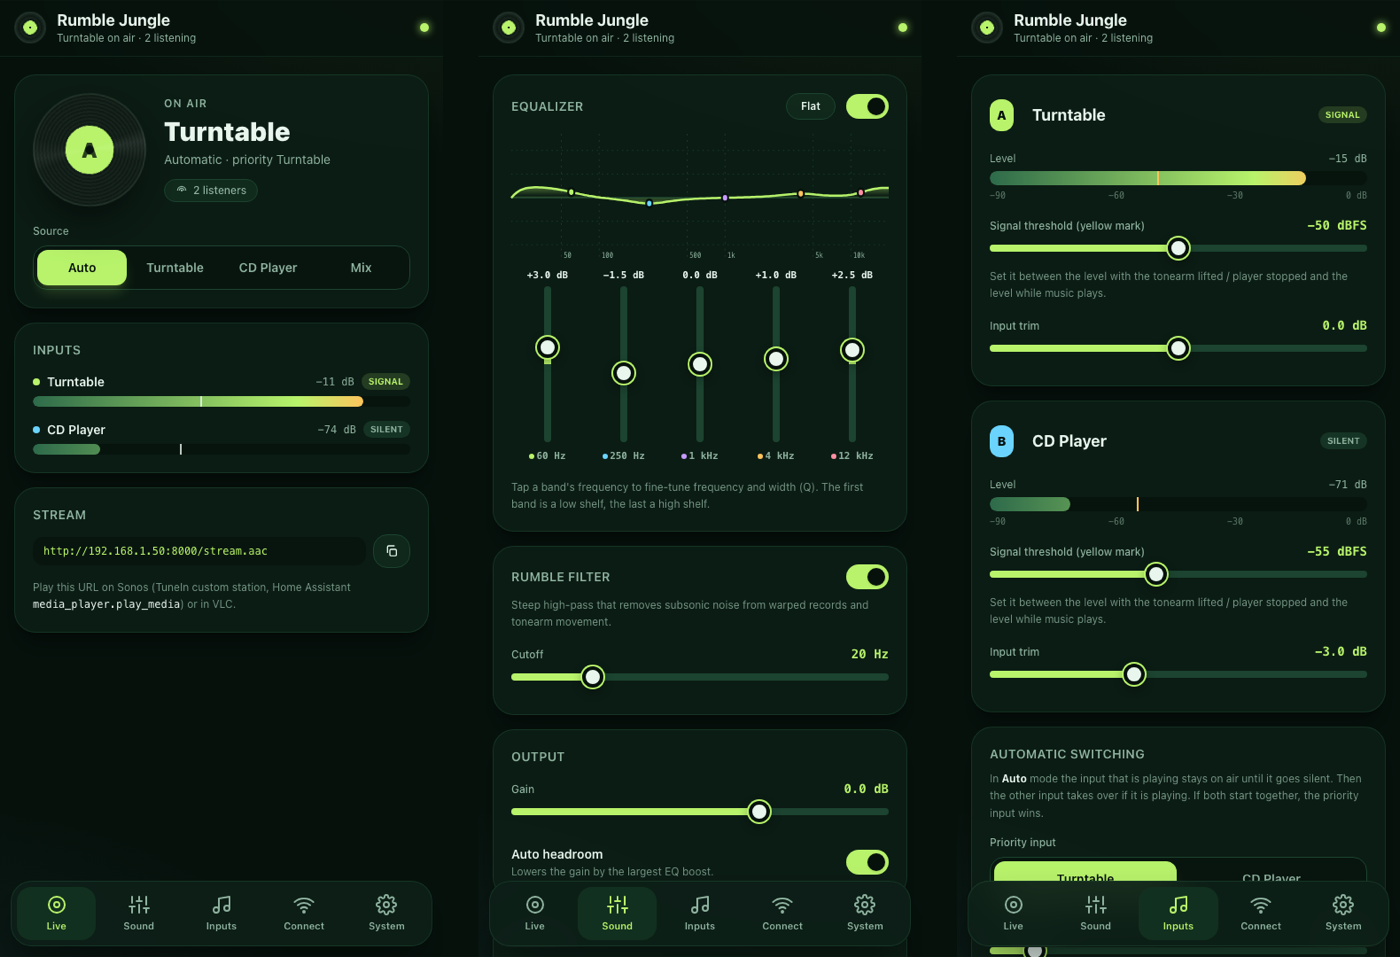 Rumble Jungle
Turntable on air · 2 listening
A
ON AIR
Turntable
Automatic · priority Turntable
2 listeners
Source
Auto
Turntable
CD Player
Mix
INPUTS
Turntable
−11 dB
SIGNAL
CD Player
−74 dB
SILENT
STREAM
http://192.168.1.50:8000/stream.aac
Play this URL on Sonos (TuneIn custom station, Home Assistant
media_player.play_media) or in VLC.
Live
Sound
Inputs
Connect
System
Rumble Jungle
Turntable on air · 2 listening
EQUALIZER
Flat
50
100
500
1k
5k
10k
+3.0 dB
−1.5 dB
0.0 dB
+1.0 dB
+2.5 dB
60 Hz
250 Hz
1 kHz
4 kHz
12 kHz
Tap a band's frequency to fine-tune frequency and width (Q). The first
band is a low shelf, the last a high shelf.
RUMBLE FILTER
Steep high-pass that removes subsonic noise from warped records and
tonearm movement.
Cutoff
20 Hz
OUTPUT
Gain
0.0 dB
Auto headroom
Lowers the gain by the largest EQ boost.
Live
Sound
Inputs
Connect
System
Rumble Jungle
Turntable on air · 2 listening
A
Turntable
SIGNAL
Level
−15 dB
−90
−60
−30
0 dB
Signal threshold (yellow mark)
−50 dBFS
Set it between the level with the tonearm lifted / player stopped and the
level while music plays.
Input trim
0.0 dB
B
CD Player
SILENT
Level
−71 dB
−90
−60
−30
0 dB
Signal threshold (yellow mark)
−55 dBFS
Set it between the level with the tonearm lifted / player stopped and the
level while music plays.
Input trim
−3.0 dB
AUTOMATIC SWITCHING
In Auto mode the input that is playing stays on air until it goes silent. Then
the other input takes over if it is playing. If both start together, the priority
input wins.
Priority input
Turntable
CD Player
Live
Sound
Inputs
Connect
System